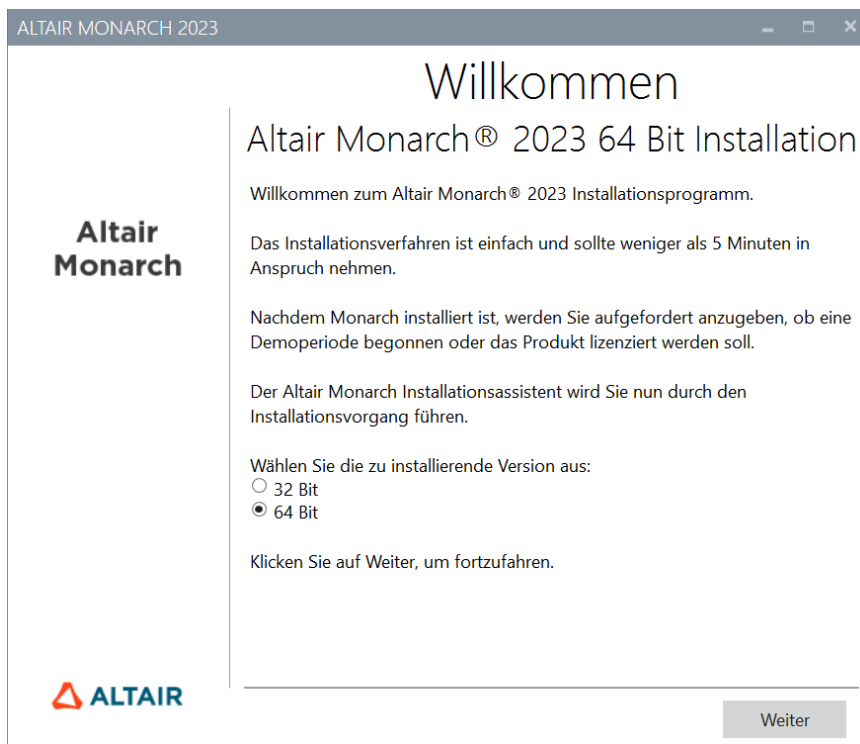 ALTAIR MONARCH 2023
Willkommen
Altair Monarch® 2023 64 Bit Installation
Willkommen zum Altair Monarch® 2023 Installationsprogramm.
Altair
Monarch
Das Installationsverfahren ist einfach und sollte weniger als 5 Minuten in
Anspruch nehmen.
Nachdem Monarch installiert ist, werden Sie aufgefordert anzugeben, ob eine
Demoperiode begonnen oder das Produkt lizenziert werden soll.
Der Altair Monarch Installationsassistent wird Sie nun durch den
Installationsvorgang führen.
Wählen Sie die zu installierende Version aus:
32 Bit
64 Bit
Klicken Sie auf Weiter, um fortzufahren.
ALTAIR
Weiter